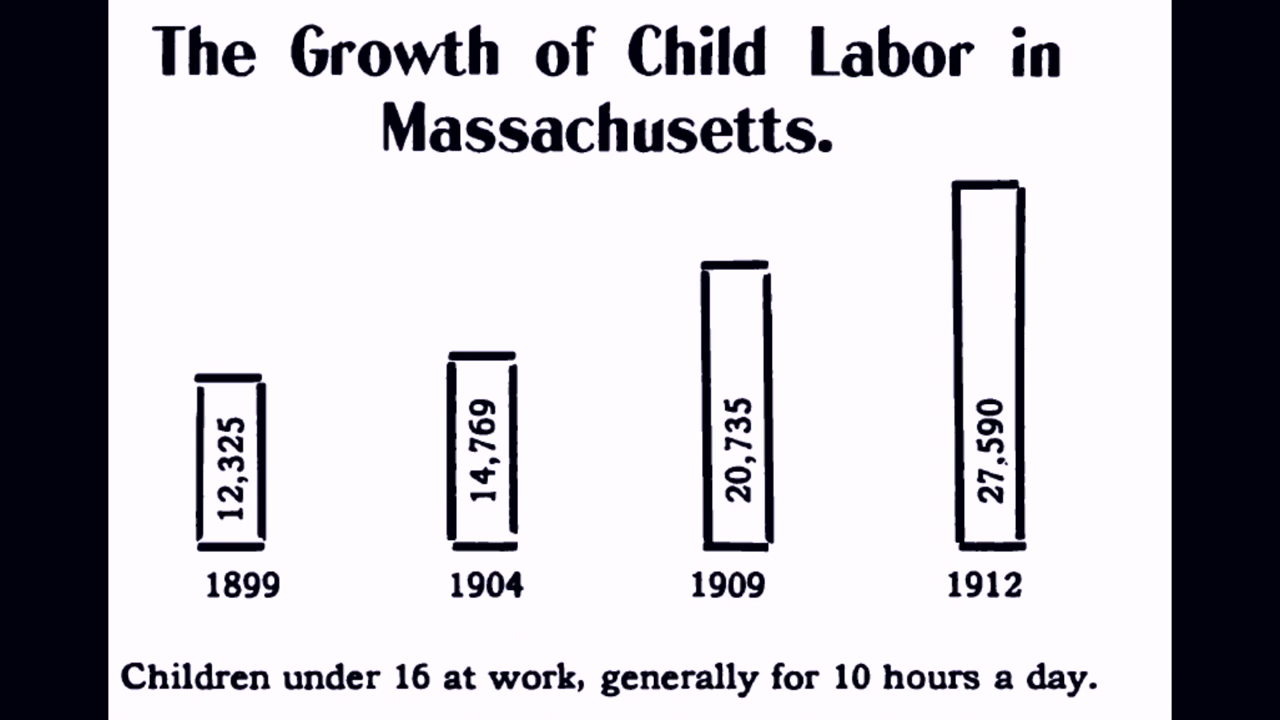 The Growth of Child Labor in
Massachusetts.
12,325
14,769
20,735
27,590
1899
1904
1909
1912
Children under 16 at work, generally for 10 hours a day.